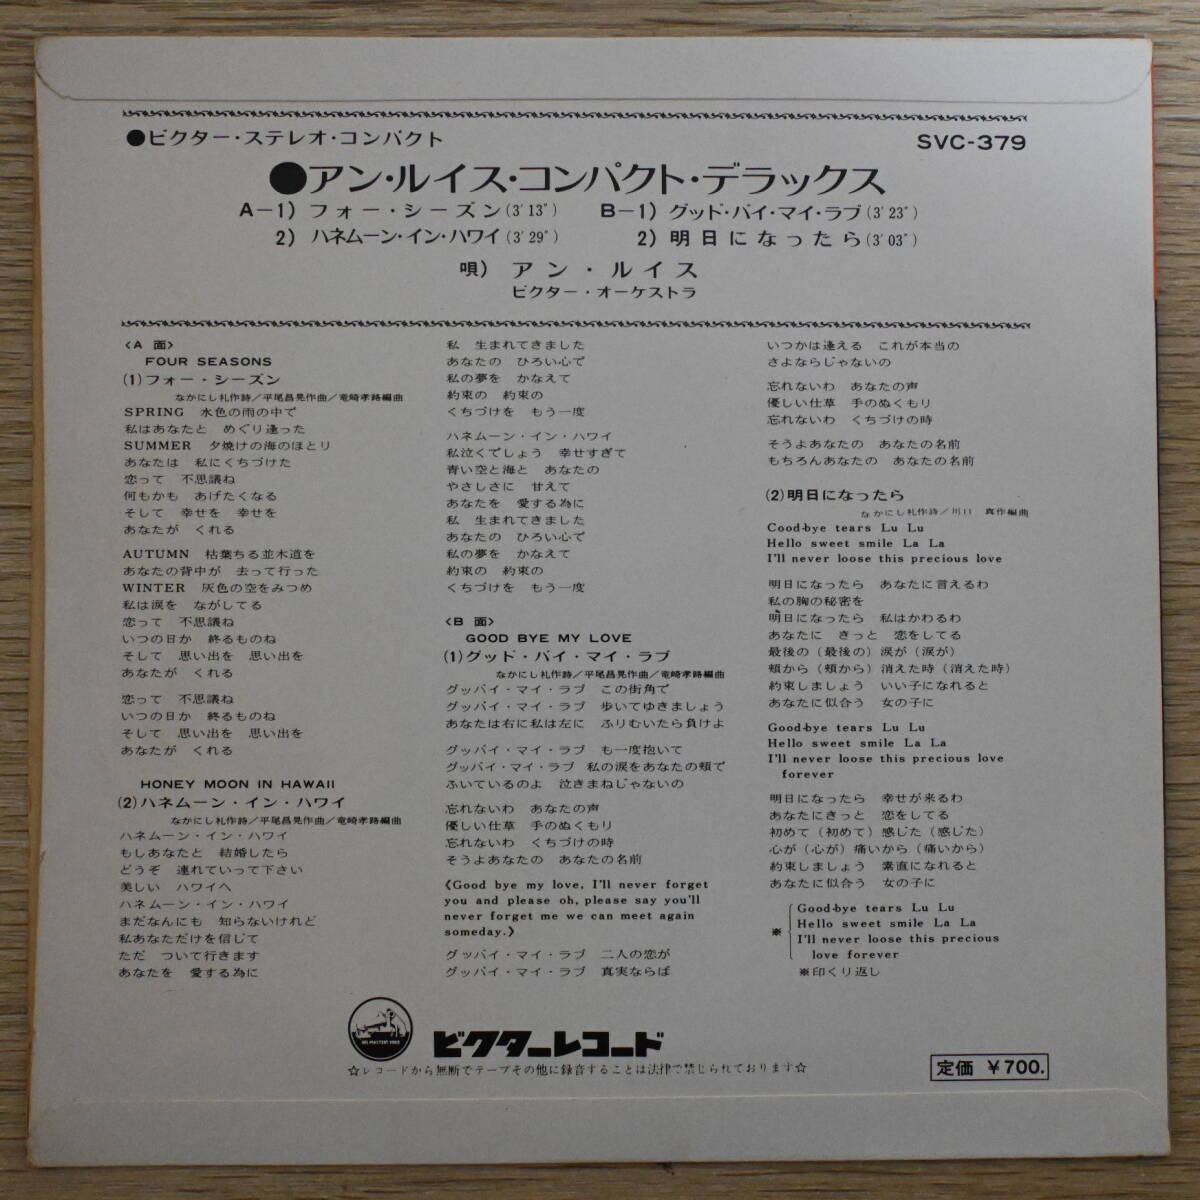 ●ビクター・ステレオ・コンパクト
SVC-379
●アン・ルイス・コンパクト・デラックス
A-1) フォー・シーズン(3'13")
2) ハネムーン・イン・ハワイ(3'29")
B-1) グッド・バイ・マイ・ラブ(3'23")
2) 明日になったら(3'03")
唄) アン・ルイス
ビクター・オーケストラ
<A 面>
FOUR SEASONS
(1)フォー・シーズン
なかにし礼作詩/平尾昌晃作曲/竜崎孝路編曲
SPRING 水色の雨の中で
私はあなたと めぐり逢った
SUMMER 夕焼けの海のほとり
あなたは 私にくちづけた
恋って 不思議ね
何もかも あげたくなる
そして 幸せを 幸せを
あなたが くれる
AUTUMN 枯葉ちる並木道を
あなたの背中が 去って行った
WINTER 灰色の空をみつめ
私は涙を ながしてる
恋って 不思議ね
いつの日か 終るものね
そして 思い出を 思い出を
あなたが くれる
恋って 不思議ね
いつの日か 終るものね
そして 思い出を 思い出を
あなたが くれる
HONEY MOON IN HAWAII
(2)ハネムーン・イン・ハワイ
なかにし礼作詩/平尾昌晃作曲/竜崎孝路編曲
ハネムーン・イン・ハワイ
もしあなたと 結婚したら
どうぞ 連れていって下さい
美しい ハワイへ
ハネムーン・イン・ハワイ
まだなんにも 知らないけれど
私あなただけを信じて
ただ ついて行きます
あなたを 愛する為に
私 生まれてきました
あなたの ひろい心で
私の夢を かなえて
約束の 約束の
くちづけを もう一度
ハネムーン・イン・ハワイ
私泣くでしょう 幸せすぎて
青い空と海と あなたの
やさしさに 甘えて
あなたを 愛する為に
私 生まれてきました
あなたの ひろい心で
私の夢を かなえて
約束の 約束の
くちづけを もう一度
<B 面>
GOOD BYE MY LOVE
(1)グッド・バイ・マイ・ラブ
なかにし礼作詩/平尾昌晃作曲/竜崎孝路編曲
グッバイ・マイ・ラブ この街角で
グッバイ・マイ・ラブ 歩いてゆきましょう
あなたは右に私は左に ふりむいたら負けよ
グッバイ・マイ・ラブ も一度抱いて
グッバイ・マイ・ラブ 私の涙をあなたの頬で
ふいているのよ 泣きまねじゃないの
忘れないわ あなたの声
優しい仕草 手のぬくもり
忘れないわ くちづけの時
そうよあなたの あなたの名前
《Good bye my love, I'll never forget
you and please oh, please say you'll
never forget me we can meet again
someday.》
グッバイ・マイ・ラブ 二人の恋が
グッバイ・マイ・ラブ 真実ならば
いつかは逢える これが本当の
さよならじゃないの
忘れないわ あなたの声
優しい仕草 手のぬくもり
忘れないわ くちづけの時
そうよあなたの あなたの名前
もちろんあなたの あなたの名前
(2)明日になったら
なかにし礼作詩/川口 真作編曲
Cood-bye tears Lu Lu
Hello sweet smile La La
I'll never loose this precious love
明日になったら あなたに言えるわ
私の胸の秘密を
明日になったら 私はかわるわ
あなたに きっと 恋をしてる
最後の(最後の)涙が(涙が)
頬から(頬から)消えた時(消えた時)
約束しましょう いい子になれると
あなたに似合う 女の子に
Good-bye tears Lu Lu
Hello sweet smile La La
I'll never loose this precious love
forever
明日になったら 幸せが来るわ
あなたにきっと 恋をしてる
初めて(初めて)感じた(感じた)
心が(心が)痛いから(痛いから)
約束しましょう 素直になれると
あなたに似合う 女の子に
※ Good-bye tears Lu Lu
Hello sweet smile La La
I'll never loose this precious
love forever
※印くり返し
HIS MASTER'S VOICE
ビクターレコード
☆レコードから無断でテープその他に録音することは法律で禁じられております☆
定価 ¥700.